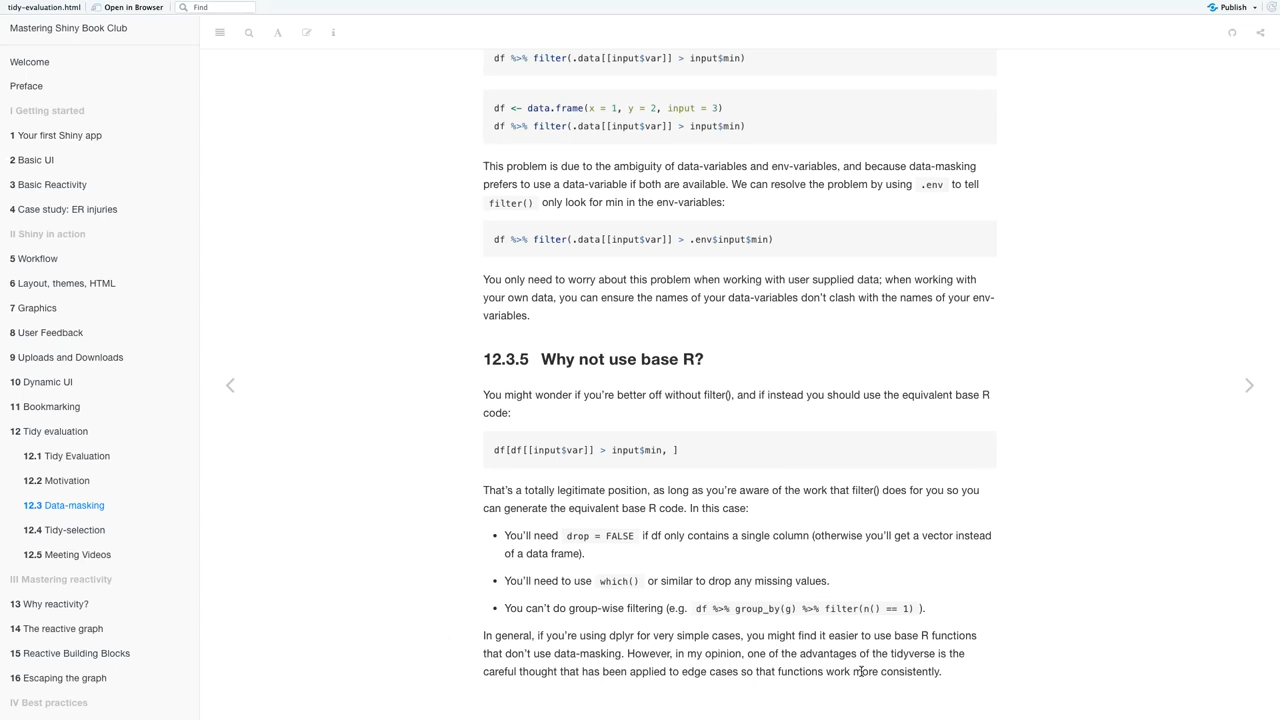 tidy-evaluation.html
Open in Browser
Find
Publish
Mastering Shiny Book Club
Welcome
Preface
I Getting started
1 Your first Shiny app
2 Basic UI
3 Basic Reactivity
4 Case study: ER injuries
II Shiny in action
5 Workflow
6 Layout, themes, HTML
7 Graphics
8 User Feedback
9 Uploads and Downloads
10 Dynamic UI
11 Bookmarking
12 Tidy evaluation
12.1 Tidy Evaluation
12.2 Motivation
12.3 Data-masking
12.4 Tidy-selection
12.5 Meeting Videos
III Mastering reactivity
13 Why reactivity?
14 The reactive graph
15 Reactive Building Blocks
16 Escaping the graph
IV Best practices
df %>% filter(.data[[input$var]] > input$min)
df <- data.frame(x = 1, y = 2, input = 3)
df %>% filter(.data[[input$var]] > input$min)
This problem is due to the ambiguity of data-variables and env-variables, and because data-masking
prefers to use a data-variable if both are available. We can resolve the problem by using .env to tell
filter() only look for min in the env-variables:
df %>% filter(.data[[input$var]] > .env$input$min)
You only need to worry about this problem when working with user supplied data; when working with
your own data, you can ensure the names of your data-variables don't clash with the names of your env-
variables.
12.3.5 Why not use base R?
You might wonder if you're better off without filter(), and if instead you should use the equivalent base R
code:
df[df[[input$var]] > input$min, ]
That's a totally legitimate position, as long as you're aware of the work that filter() does for you so you
can generate the equivalent base R code. In this case:
• You'll need drop = FALSE if df only contains a single column (otherwise you'll get a vector instead
of a data frame).
• You'll need to use which() or similar to drop any missing values.
• You can't do group-wise filtering (e.g. df %>% group_by(g) %>% filter(n() == 1) ).
In general, if you're using dplyr for very simple cases, you might find it easier to use base R functions
that don't use data-masking. However, in my opinion, one of the advantages of the tidyverse is the
careful thought that has been applied to edge cases so that functions work more consistently.